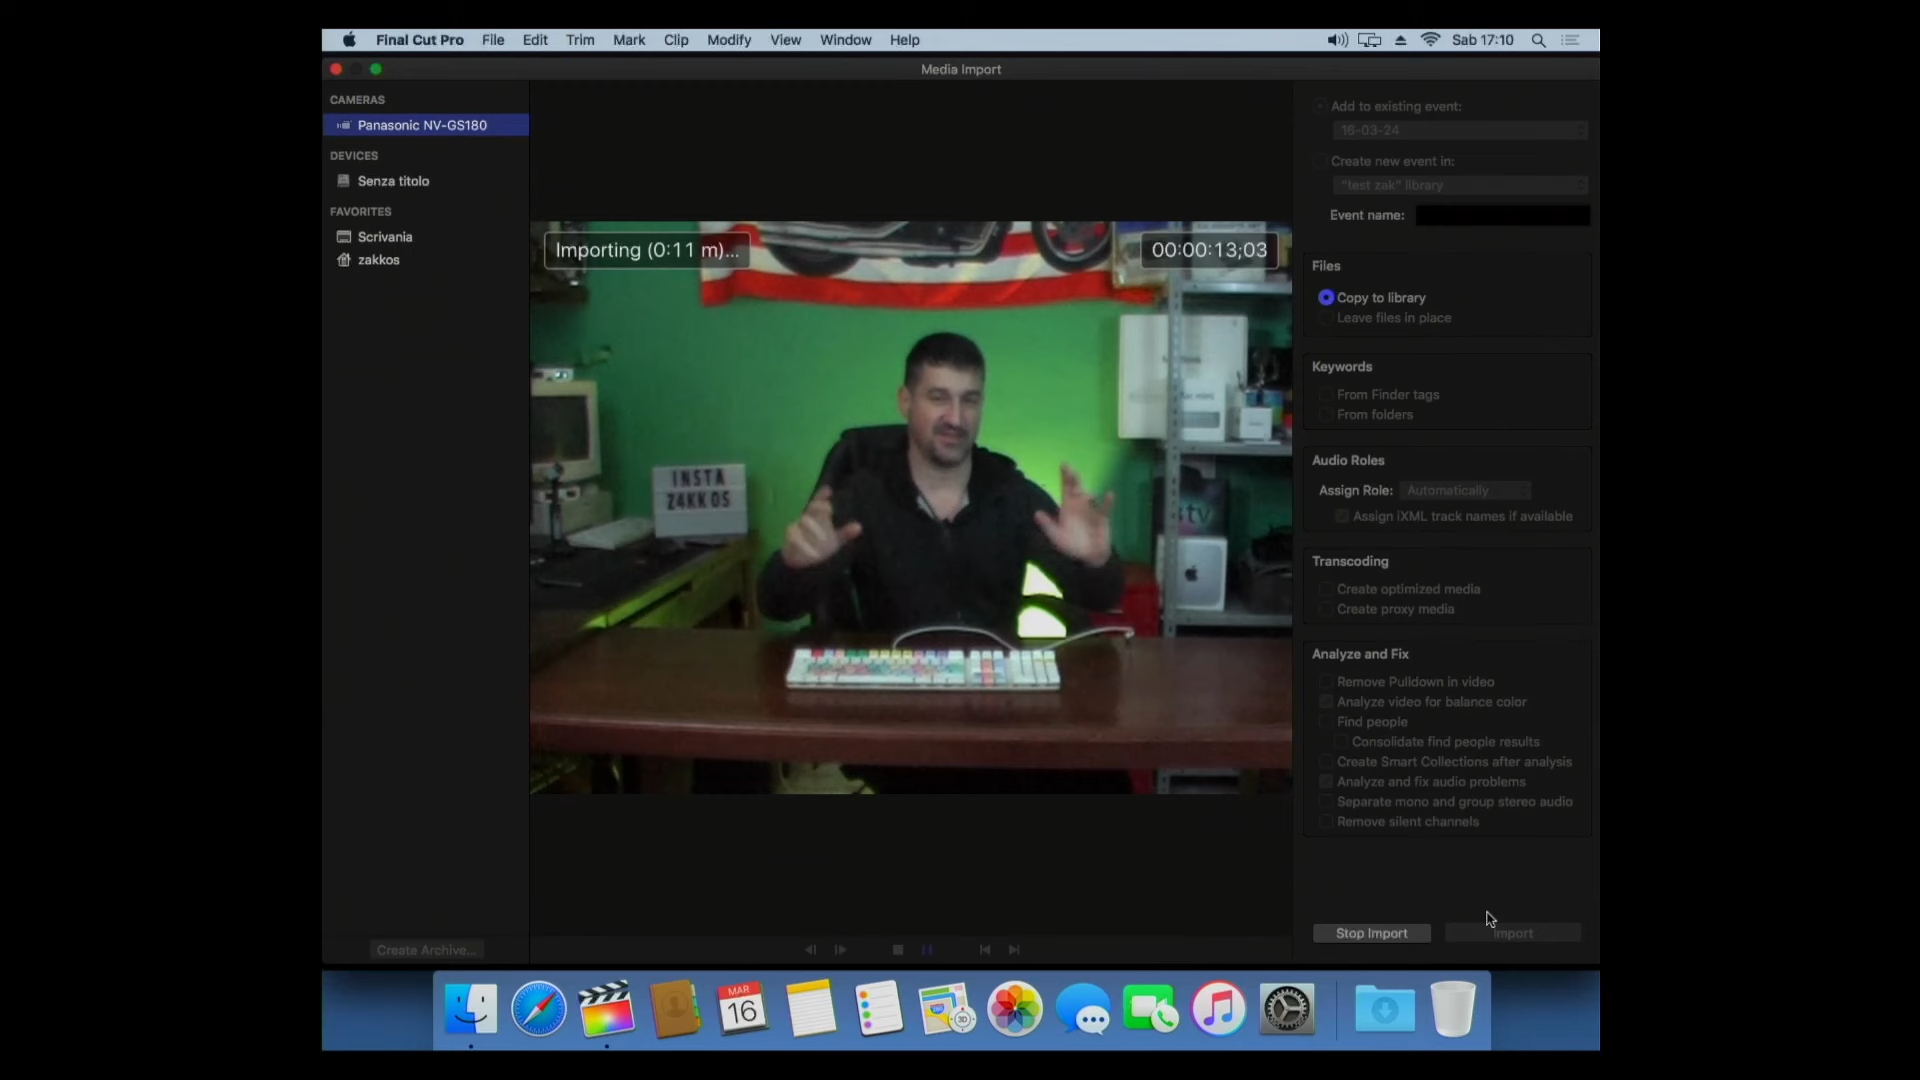 Final Cut Pro File Edit Trim Mark Clip Modify View Window Help Sab 17:10
Media Import
CAMERAS
Panasonic NV-GS180
DEVICES
Senza titolo
FAVORITES
Scrivania
zakkos
Create Archive...
Importing (0:11 m)...
00:00:13;03
INSTA
Z4KKOS
tv
Add to existing event:
16-03-24
Create new event in:
"test zak" library
Event name:
Files
Copy to library
Leave files in place
Keywords
From Finder tags
From folders
Audio Roles
Assign Role: Automatically
Assign iXML track names if available
Transcoding
Create optimized media
Create proxy media
Analyze and Fix
Remove Pulldown in video
Analyze video for balance color
Find people
Consolidate find people results
Create Smart Collections after analysis
Analyze and fix audio problems
Separate mono and group stereo audio
Remove silent channels
Stop Import
Import
MAR
16
3D